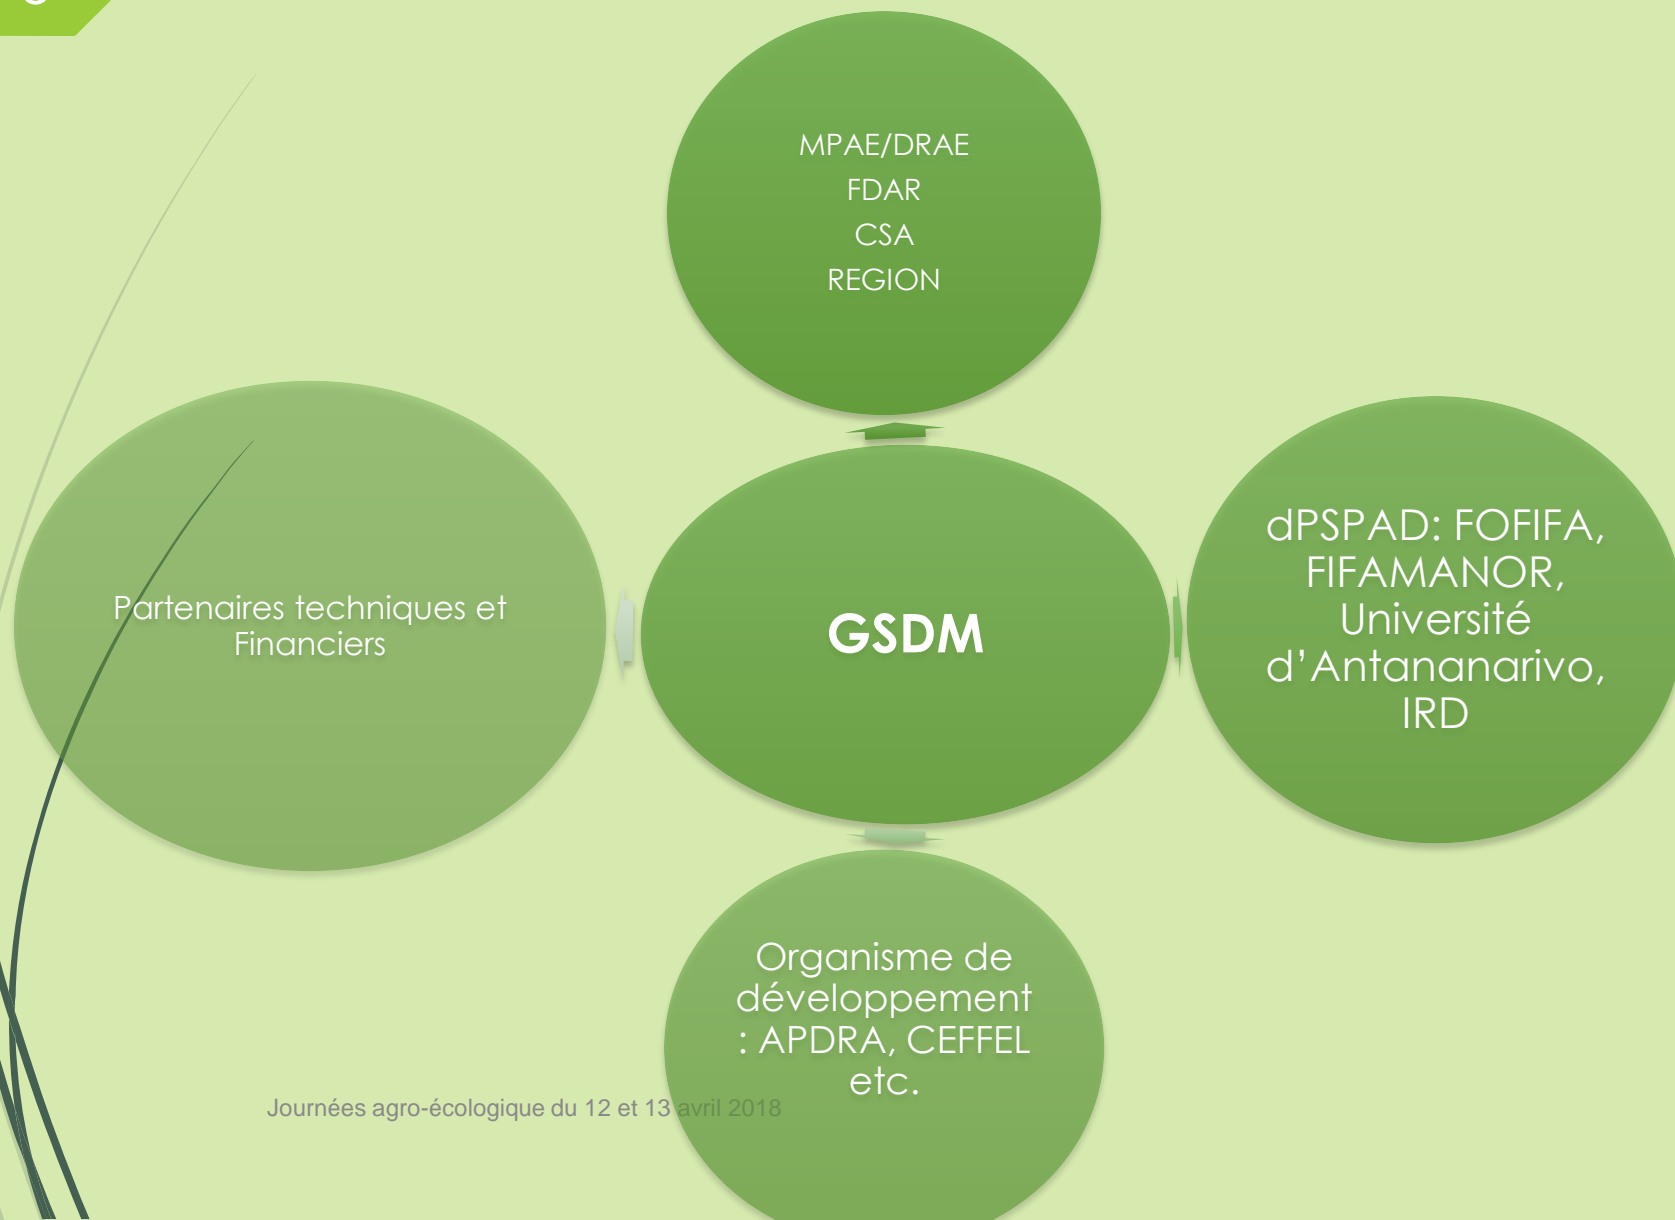 MPAE/DRAE
FDAR
CSA
REGION
Partenaires techniques et
Financiers
GSDM
dPSPAD: FOFIFA,
FIFAMANOR,
Université
d’Antananarivo,
IRD
Organisme de
développement
: APDRA, CEFFEL
etc.
Journées agro-écologique du 12 et 13 avril 2018